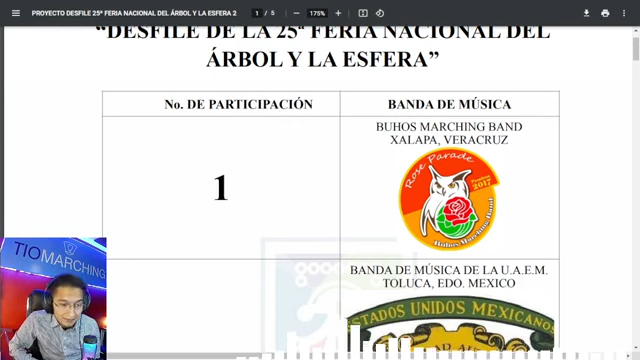 PROYECTO DESFILE 25ª FERIA NACIONAL DEL ÁRBOL Y LA ESFERA 2
1 / 5
175%
“DESFILE DE LA 25ª FERIA NACIONAL DEL
ÁRBOL Y LA ESFERA”
No. DE PARTICIPACIÓN
BANDA DE MÚSICA
1
BUHOS MARCHING BAND
XALAPA, VERACRUZ
Rose Parade
2017
Buhos Marching Band
BANDA DE MÚSICA DE LA U.A.E.M.
TOLUCA, EDO. MEXICO
ESTADOS UNIDOS MEXICANOS
TIOMARCHING